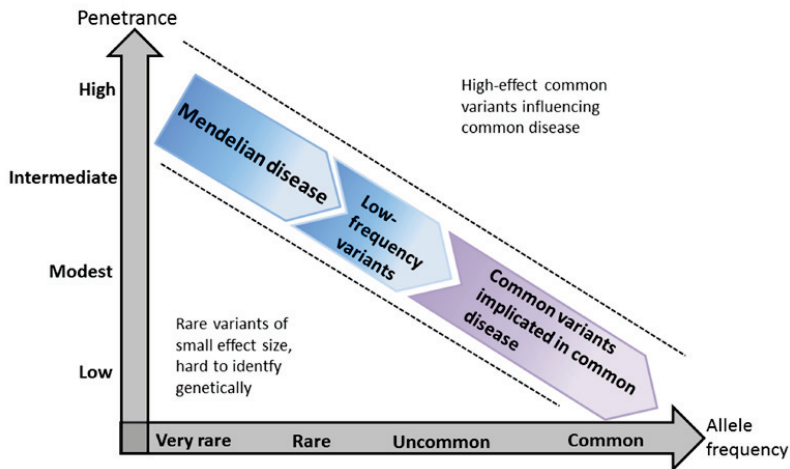 Penetrance
High
Intermediate
Modest
Low
Mendelian disease
Low-
frequency
variants
Common variants
implicated in common
disease
High-effect common
variants influencing
common disease
Rare variants of
small effect size,
hard to identfy
genetically
Very rare
Rare
Uncommon
Common
Allele
frequency